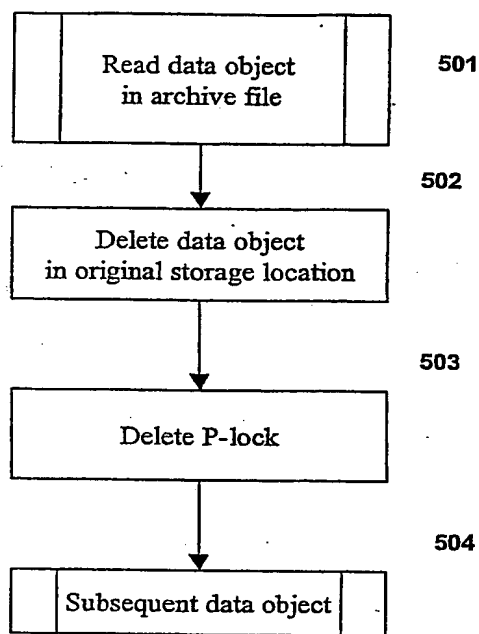 Read data object
in archive file
501
502
Delete data object
in original storage location
503
Delete P-lock
504
Subsequent data object